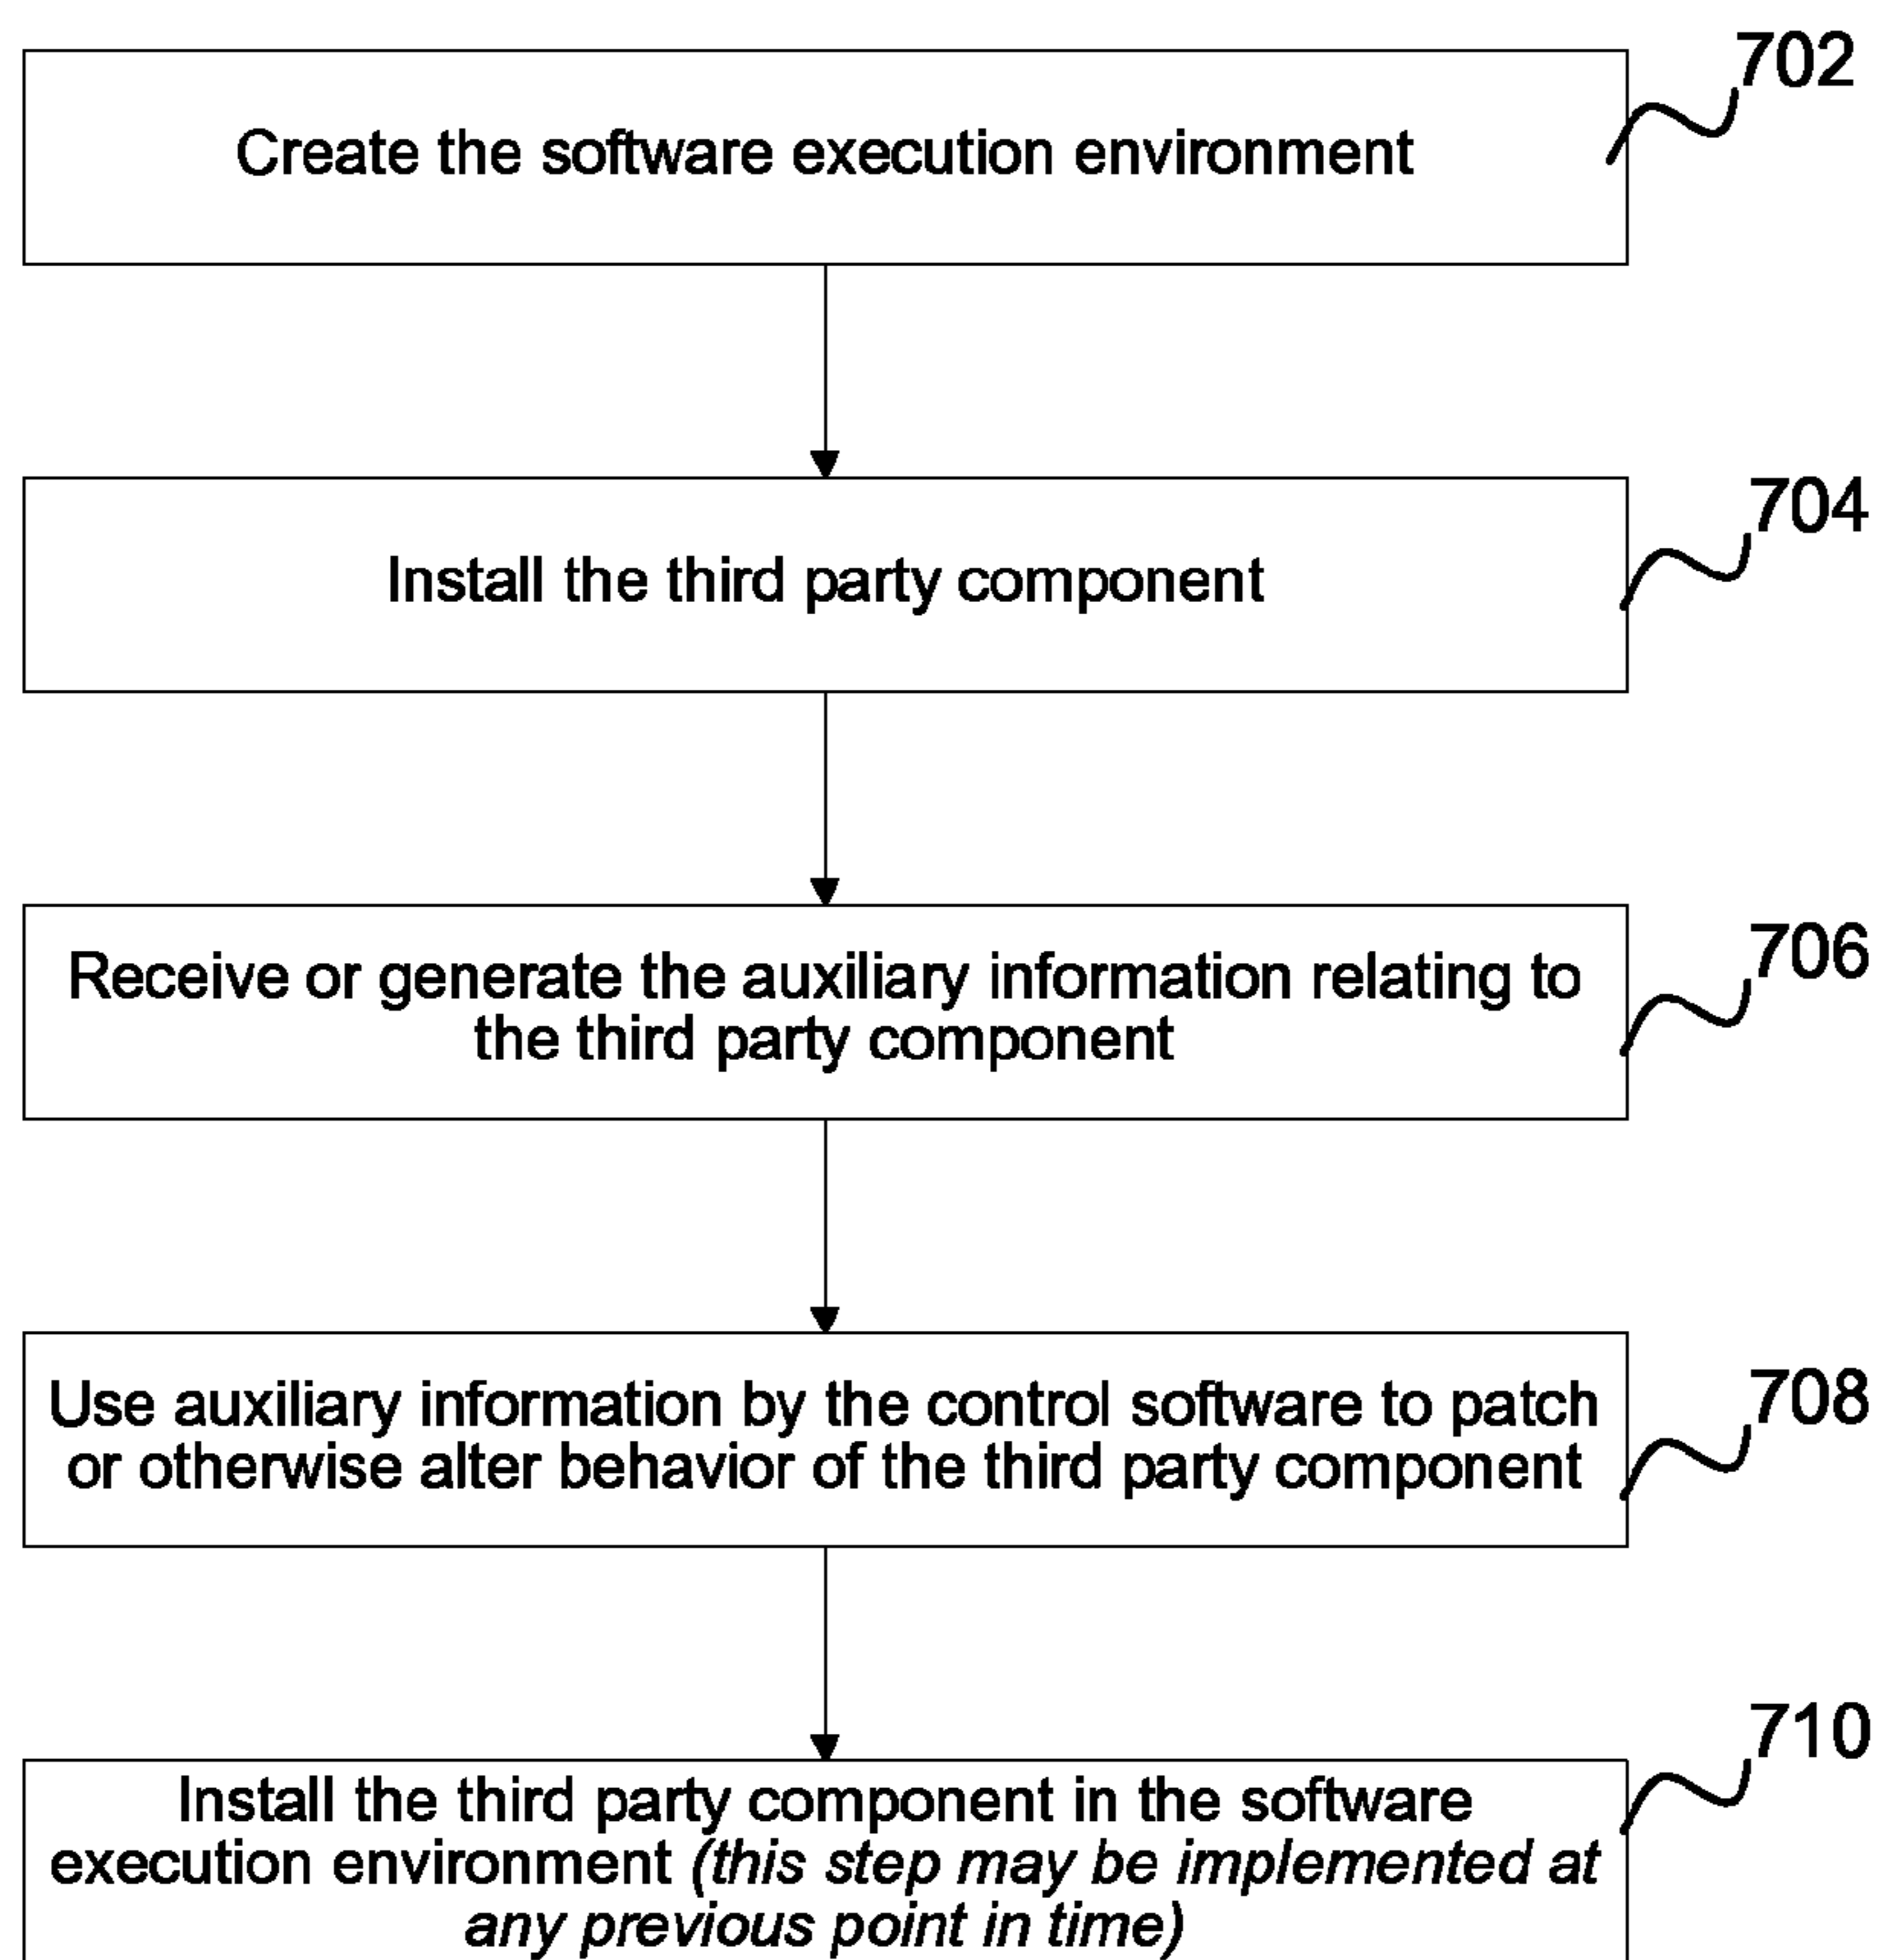 702
Create the software execution environment
704
Install the third party component
706
Receive or generate the auxiliary information relating to
the third party component
708
Use auxiliary information by the control software to patch
or otherwise alter behavior of the third party component
710
Install the third party component in the software
execution environment (this step may be implemented at
any previous point in time)